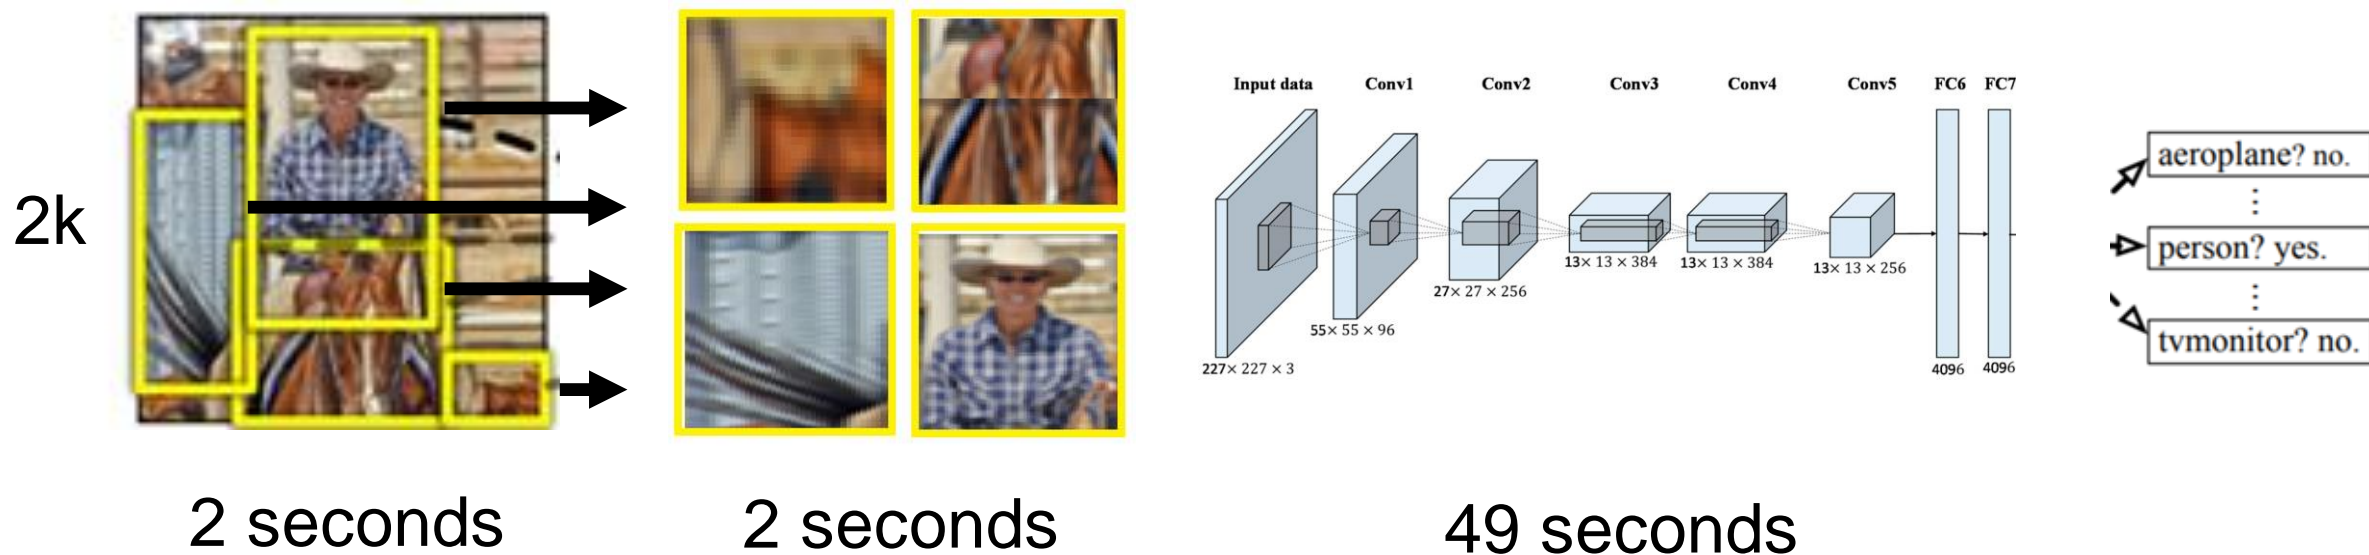 2k
Input data Conv1 Conv2 Conv3 Conv4 Conv5 FC6 FC7
227× 227 × 3
55× 55 × 96
27× 27 × 256
13× 13 × 384
13× 13 × 384
13× 13 × 256
4096
4096
aeroplane? no.
⋮
person? yes.
⋮
tvmonitor? no.
2 seconds
2 seconds
49 seconds